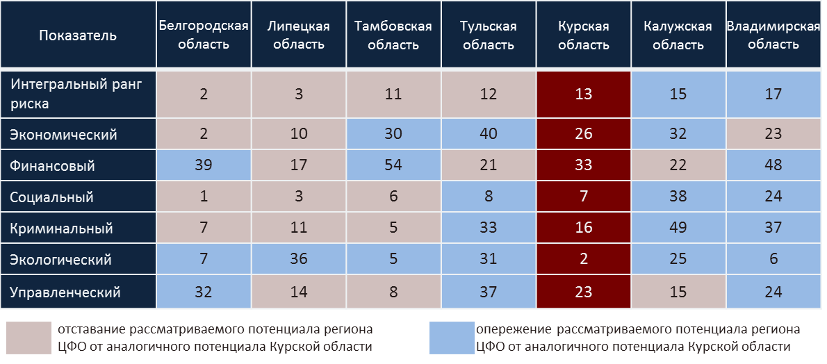 Показатель Белгородская область Липецкая область Тамбовская область Тульская область Курская область Калужская область Владимирская область
Интегральный ранг риска 2 3 11 12 13 15 17
Экономический 2 10 30 40 26 32 23
Финансовый 39 17 54 21 33 22 48
Социальный 1 3 6 8 7 38 24
Криминальный 7 11 5 33 16 49 37
Экологический 7 36 5 31 2 25 6
Управленческий 32 14 8 37 23 15 24
отставание рассматриваемого потенциала региона
ЦФО от аналогичного потенциала Курской области
опережение рассматриваемого потенциала региона
ЦФО от аналогичного потенциала Курской области